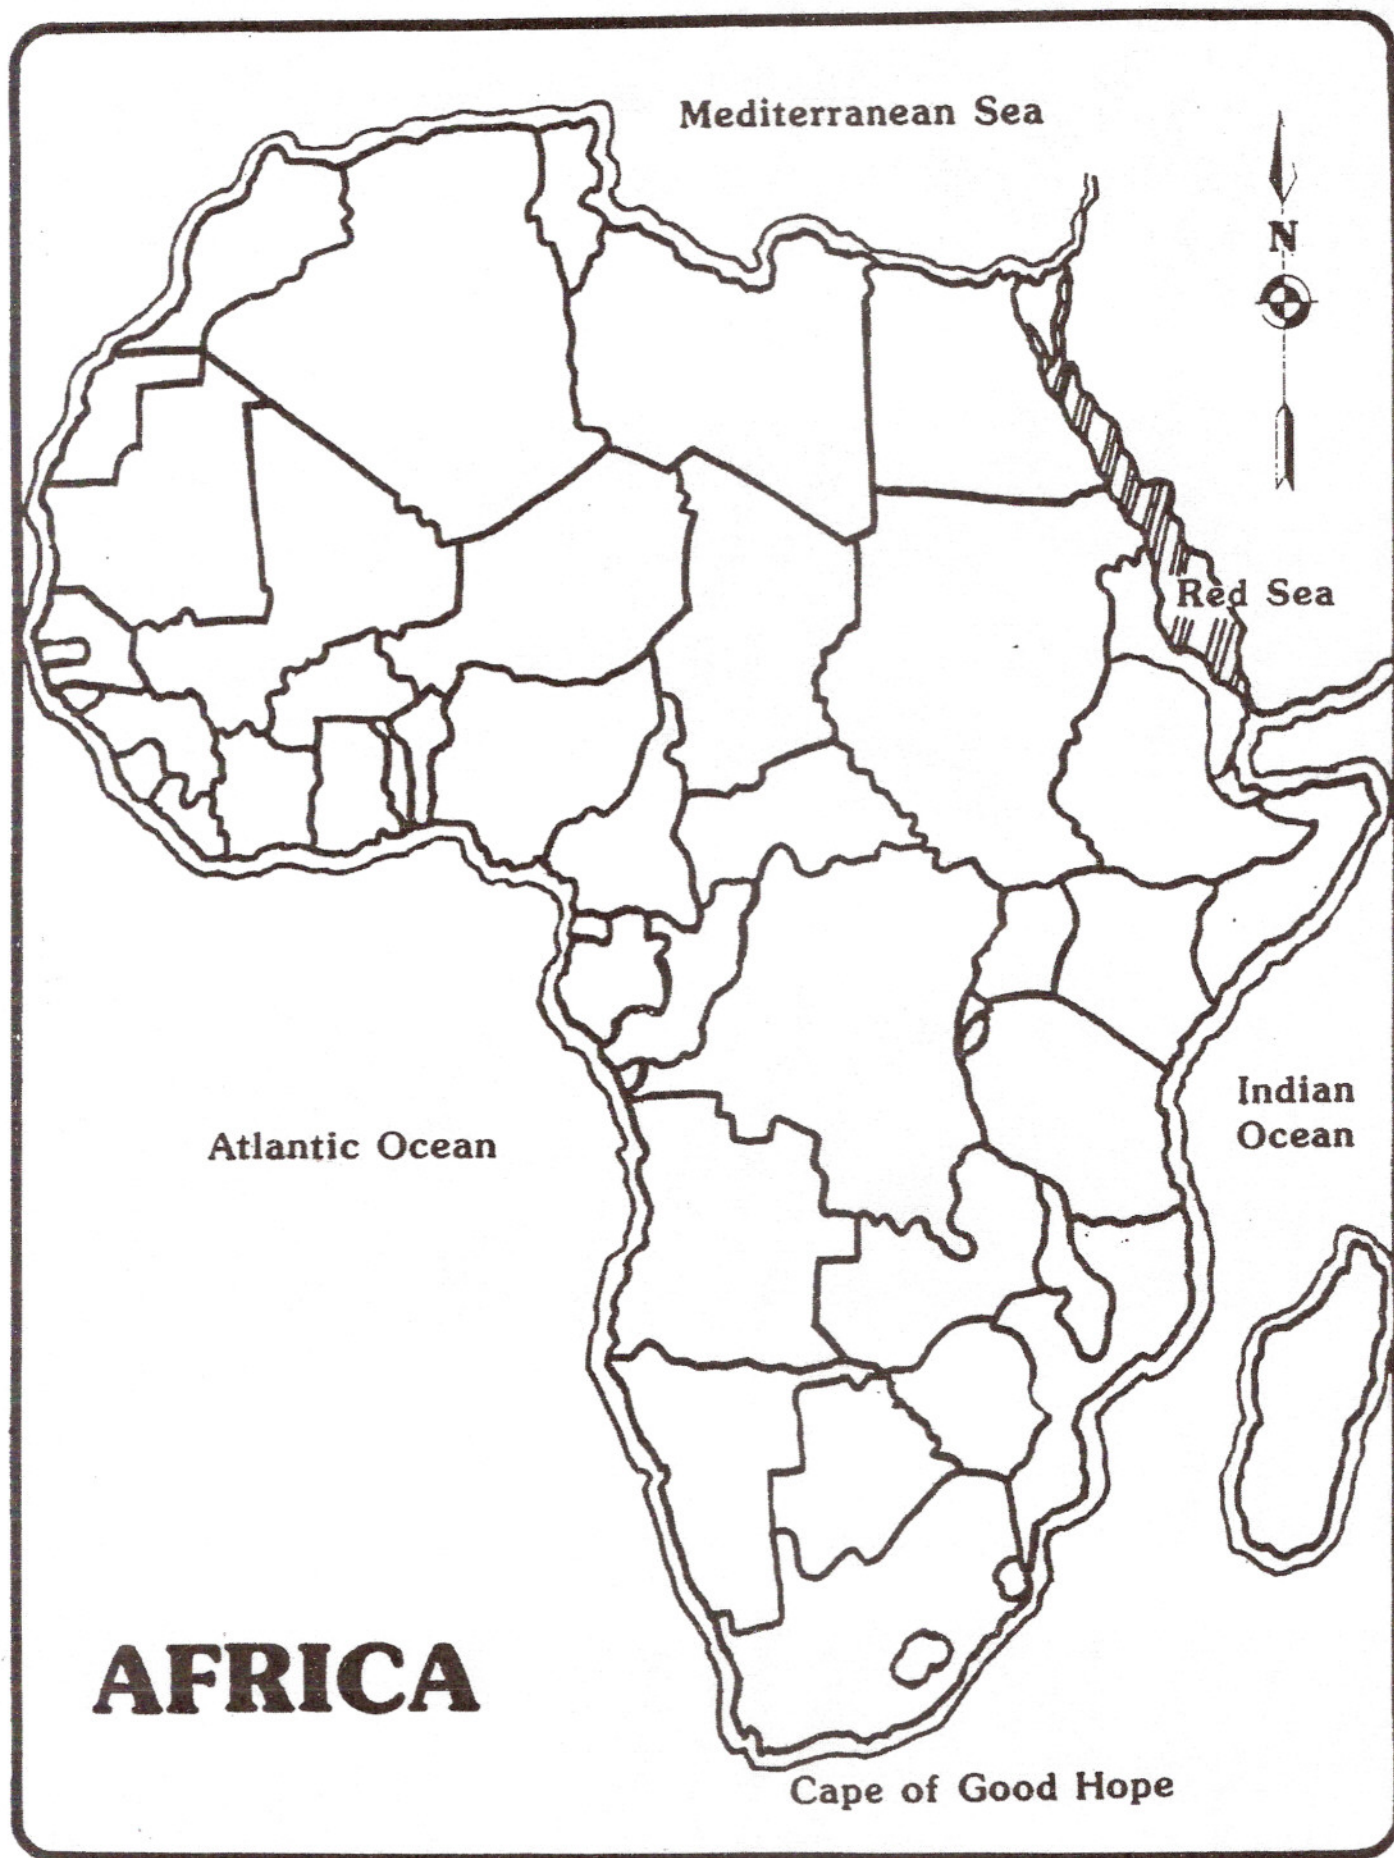 Mediterranean Sea
N
Red Sea
Indian
Ocean
Atlantic Ocean
AFRICA
Cape of Good Hope